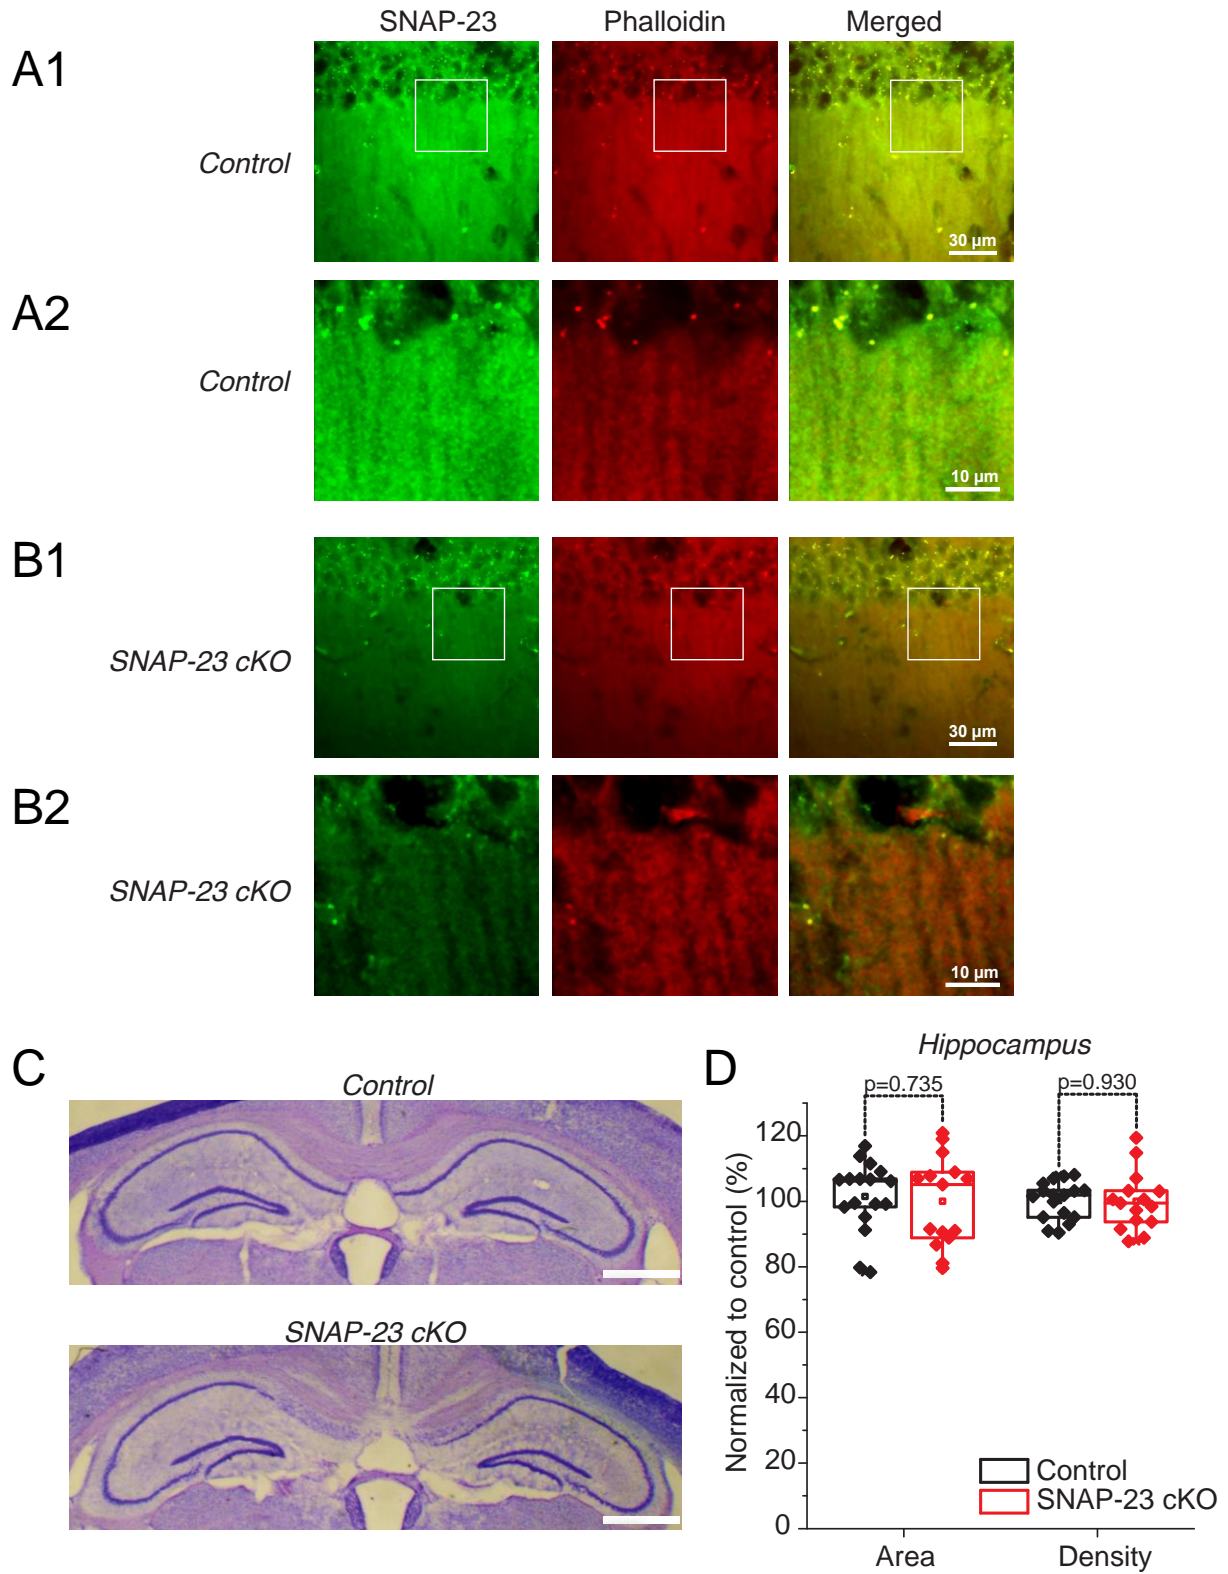 SNAP-23 Phalloidin Merged
A1
Control
30 µm
A2
Control
10 µm
B1
SNAP-23 cKO
30 µm
B2
SNAP-23 cKO
10 µm
C
Control
SNAP-23 cKO
D
Hippocampus
p=0.735 p=0.930
Normalized to control (%)
120
100
80
60
40
20
0
Control
SNAP-23 cKO
Area Density